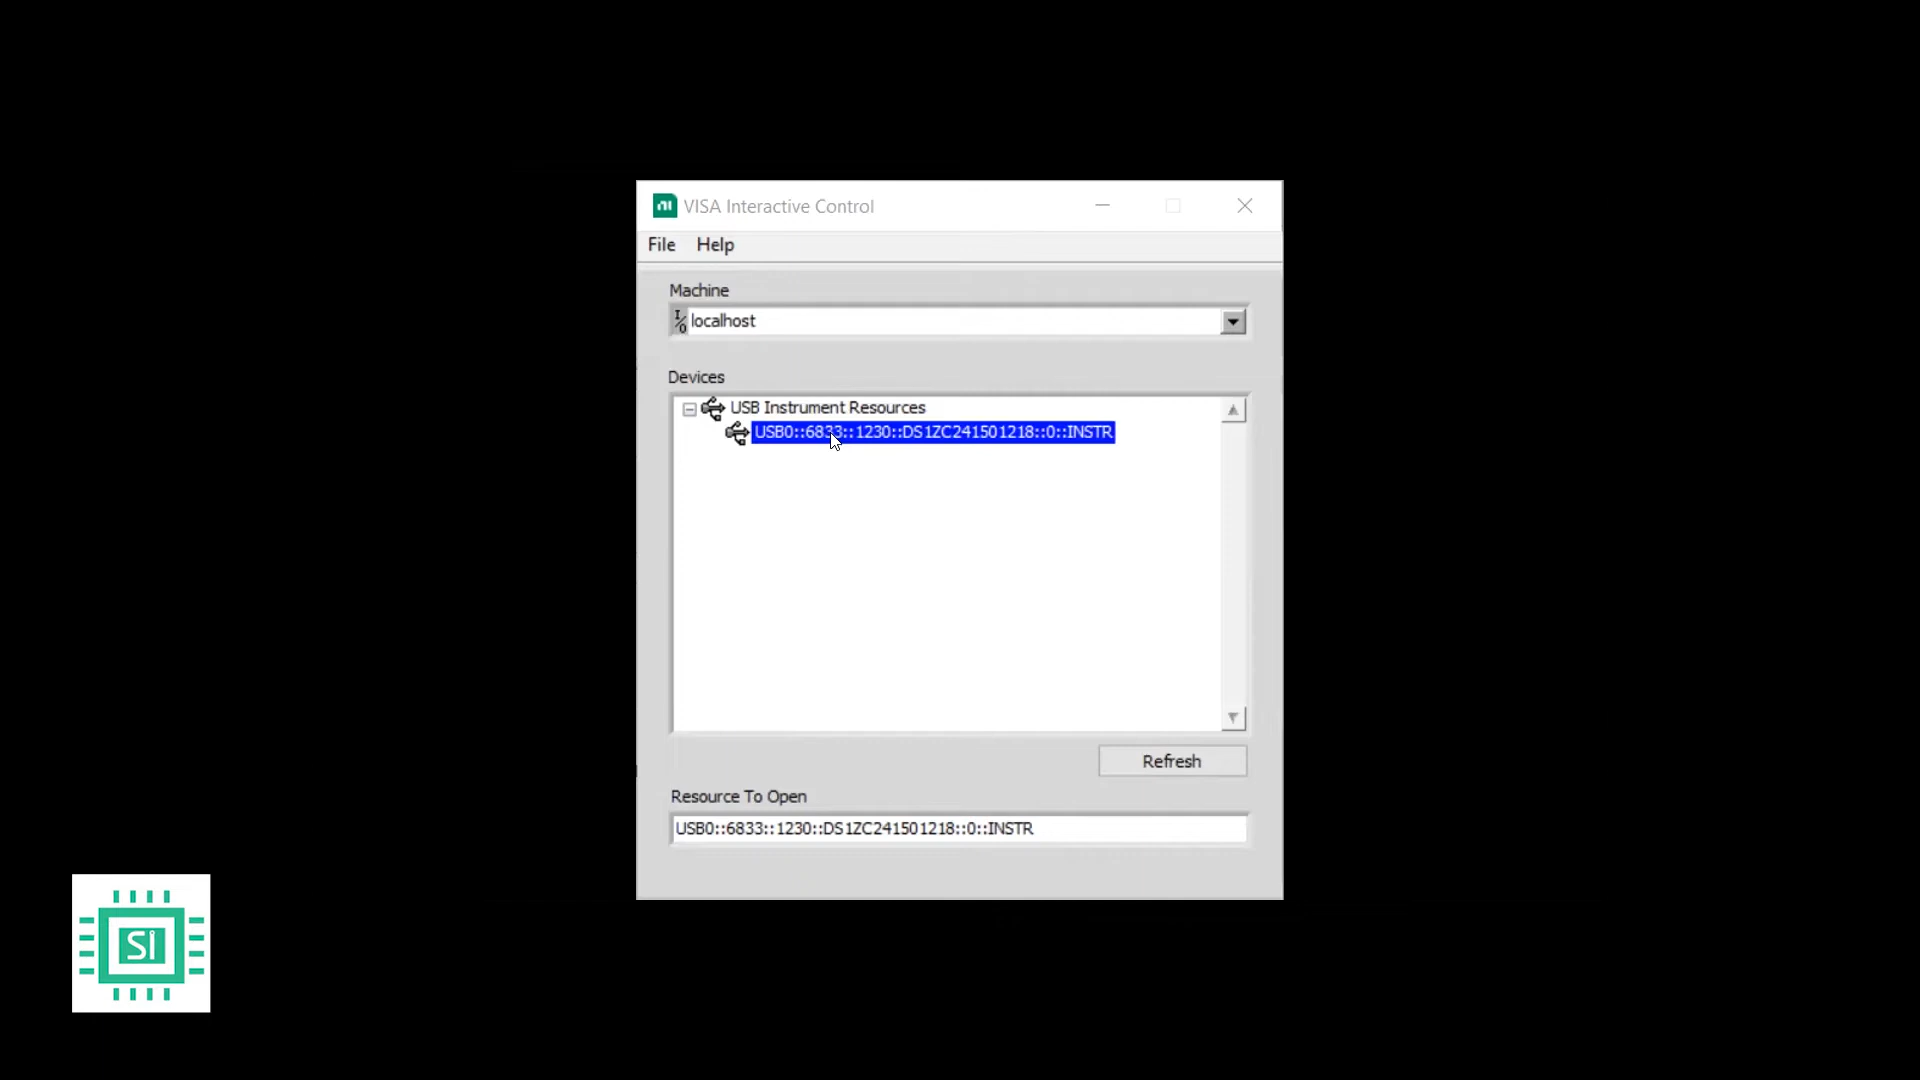 VISA Interactive Control
File Help
Machine
localhost
Devices
USB Instrument Resources
USB0::6833::1230::DS1ZC241501218::0::INSTR
Refresh
Resource To Open
USB0::6833::1230::DS1ZC241501218::0::INSTR
Si